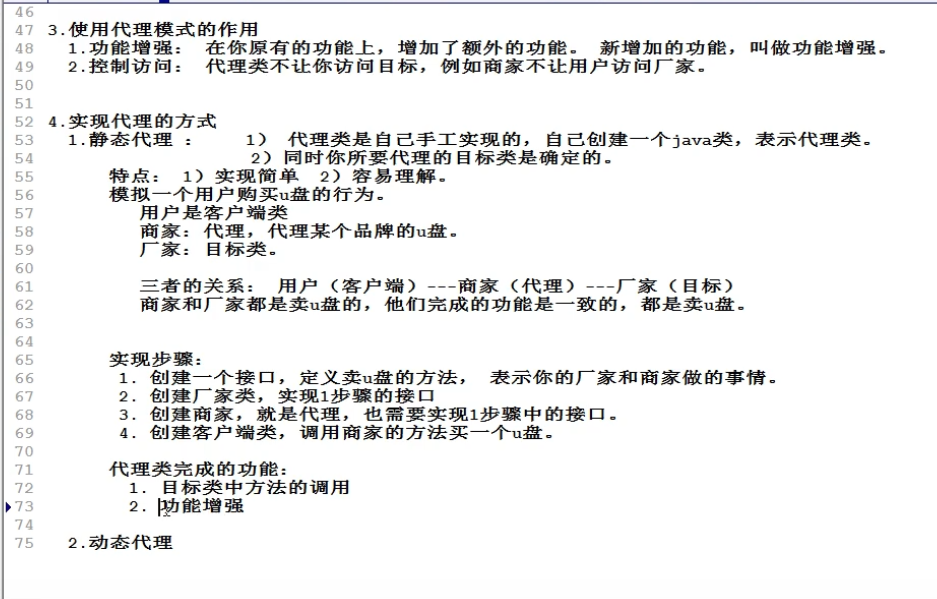 46
47 3.使用代理模式的作用
48 1.功能增强： 在你原有的功能上，增加了额外的功能。 新增加的功能，叫做功能增强。
49 2.控制访问： 代理类不让你访问目标，例如商家不让用户访问厂家。
50
51
52 4.实现代理的方式
53 1.静态代理 ： 1） 代理类是自己手工实现的，自己创建一个java类，表示代理类。
54 2）同时你所要代理的目标类是确定的。
55 特点： 1）实现简单 2）容易理解。
56 模拟一个用户购买u盘的行为。
57 用户是客户端类
58 商家：代理，代理某个品牌的u盘。
59 厂家：目标类。
60
61 三者的关系： 用户（客户端）---商家（代理）---厂家（目标）
62 商家和厂家都是卖u盘的，他们完成的功能是一致的，都是卖u盘。
63
64
65 实现步骤：
66 1. 创建一个接口，定义卖u盘的方法， 表示你的厂家和商家做的事情。
67 2. 创建厂家类，实现1步骤的接口
68 3. 创建商家，就是代理，也需要实现1步骤中的接口。
69 4. 创建客户端类，调用商家的方法买一个u盘。
70
71 代理类完成的功能：
72 1. 目标类中方法的调用
73 2. 功能增强
74
75 2.动态代理